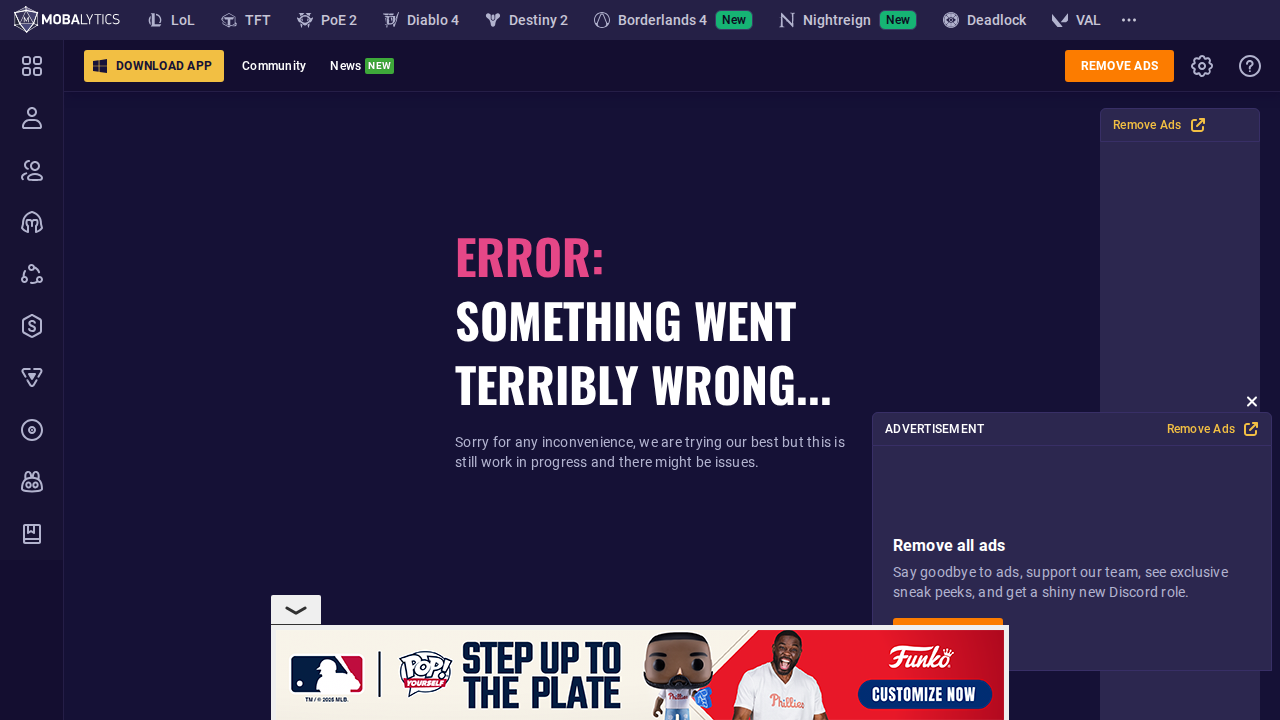 MOBALYTICS
LoL
TFT
PoE 2
Diablo 4
Destiny 2
Borderlands 4
New
Nightreign
New
Deadlock
VAL
DOWNLOAD APP
Community
News
NEW
REMOVE ADS
Remove Ads
ERROR:
SOMETHING WENT
TERRIBLY WRONG...
Sorry for any inconvenience, we are trying our best but this is
still work in progress and there might be issues.
ADVERTISEMENT
Remove Ads
Remove all ads
Say goodbye to ads, support our team, see exclusive
sneak peeks, and get a shiny new Discord role.
TM / © 2025 MLB.
POP!
YOURSELF
STEP UP TO
THE PLATE
Phillies
Phillies
Funko
CUSTOMIZE NOW